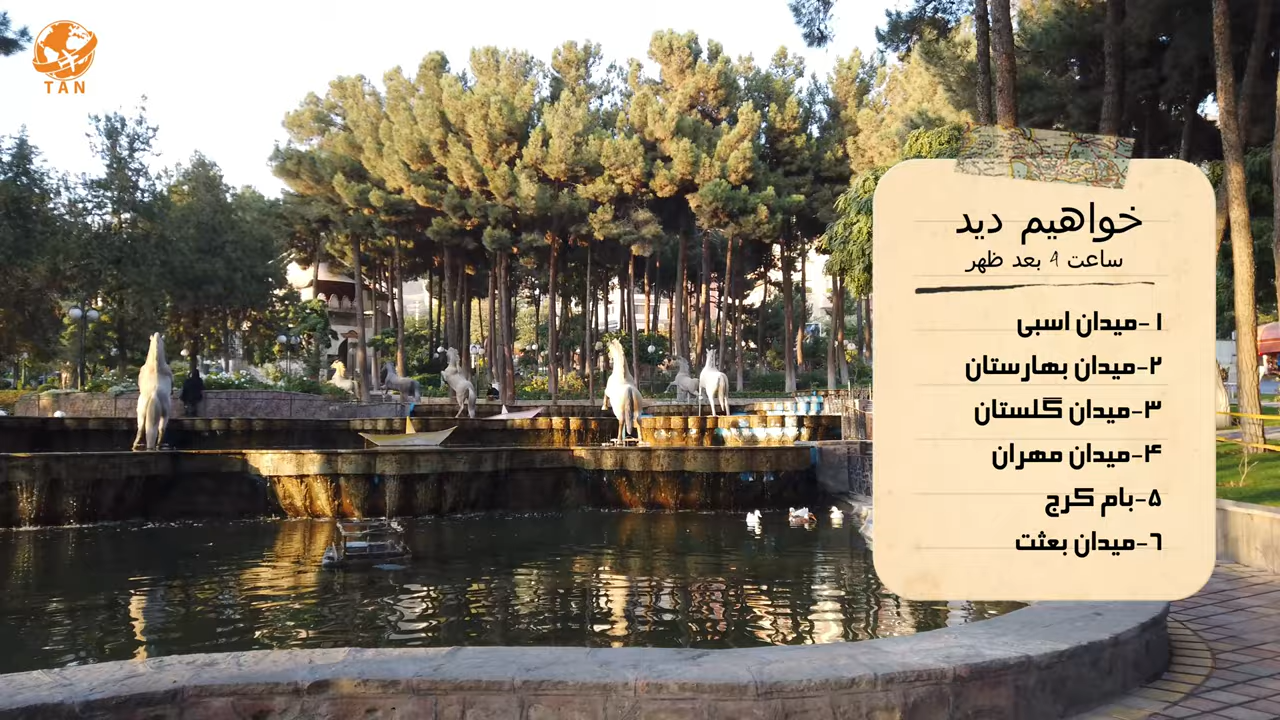 TAN
خواهیم دید
ساعت ۹ بعد ظهر
۱-میدان اسبی
۲-میدان بهارستان
۳-میدان گلستان
۴-میدان مهران
۵-بام کرج
۶-میدان بعثت